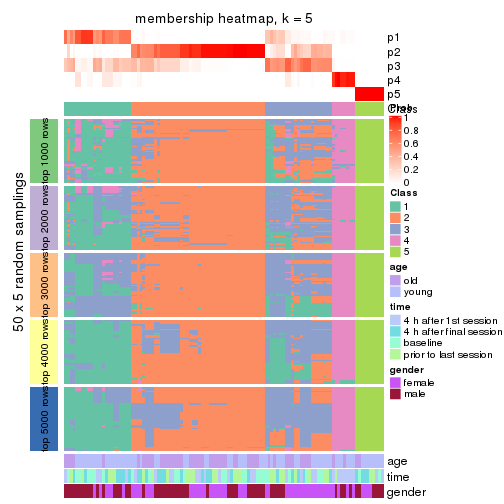 membership heatmap, k = 5
p1
p2
p3
p4
p5
Class
Prob
1
0.8
0.6
0.4
0.2
0
Class
1
2
3
4
5
age
old
young
time
4 h after 1st session
4 h after final session
baseline
prior to last session
gender
female
male
50 x 5 random samplings
top 1000 rows
top 2000 rows
top 3000 rows
top 4000 rows
top 5000 rows
age
time
gender